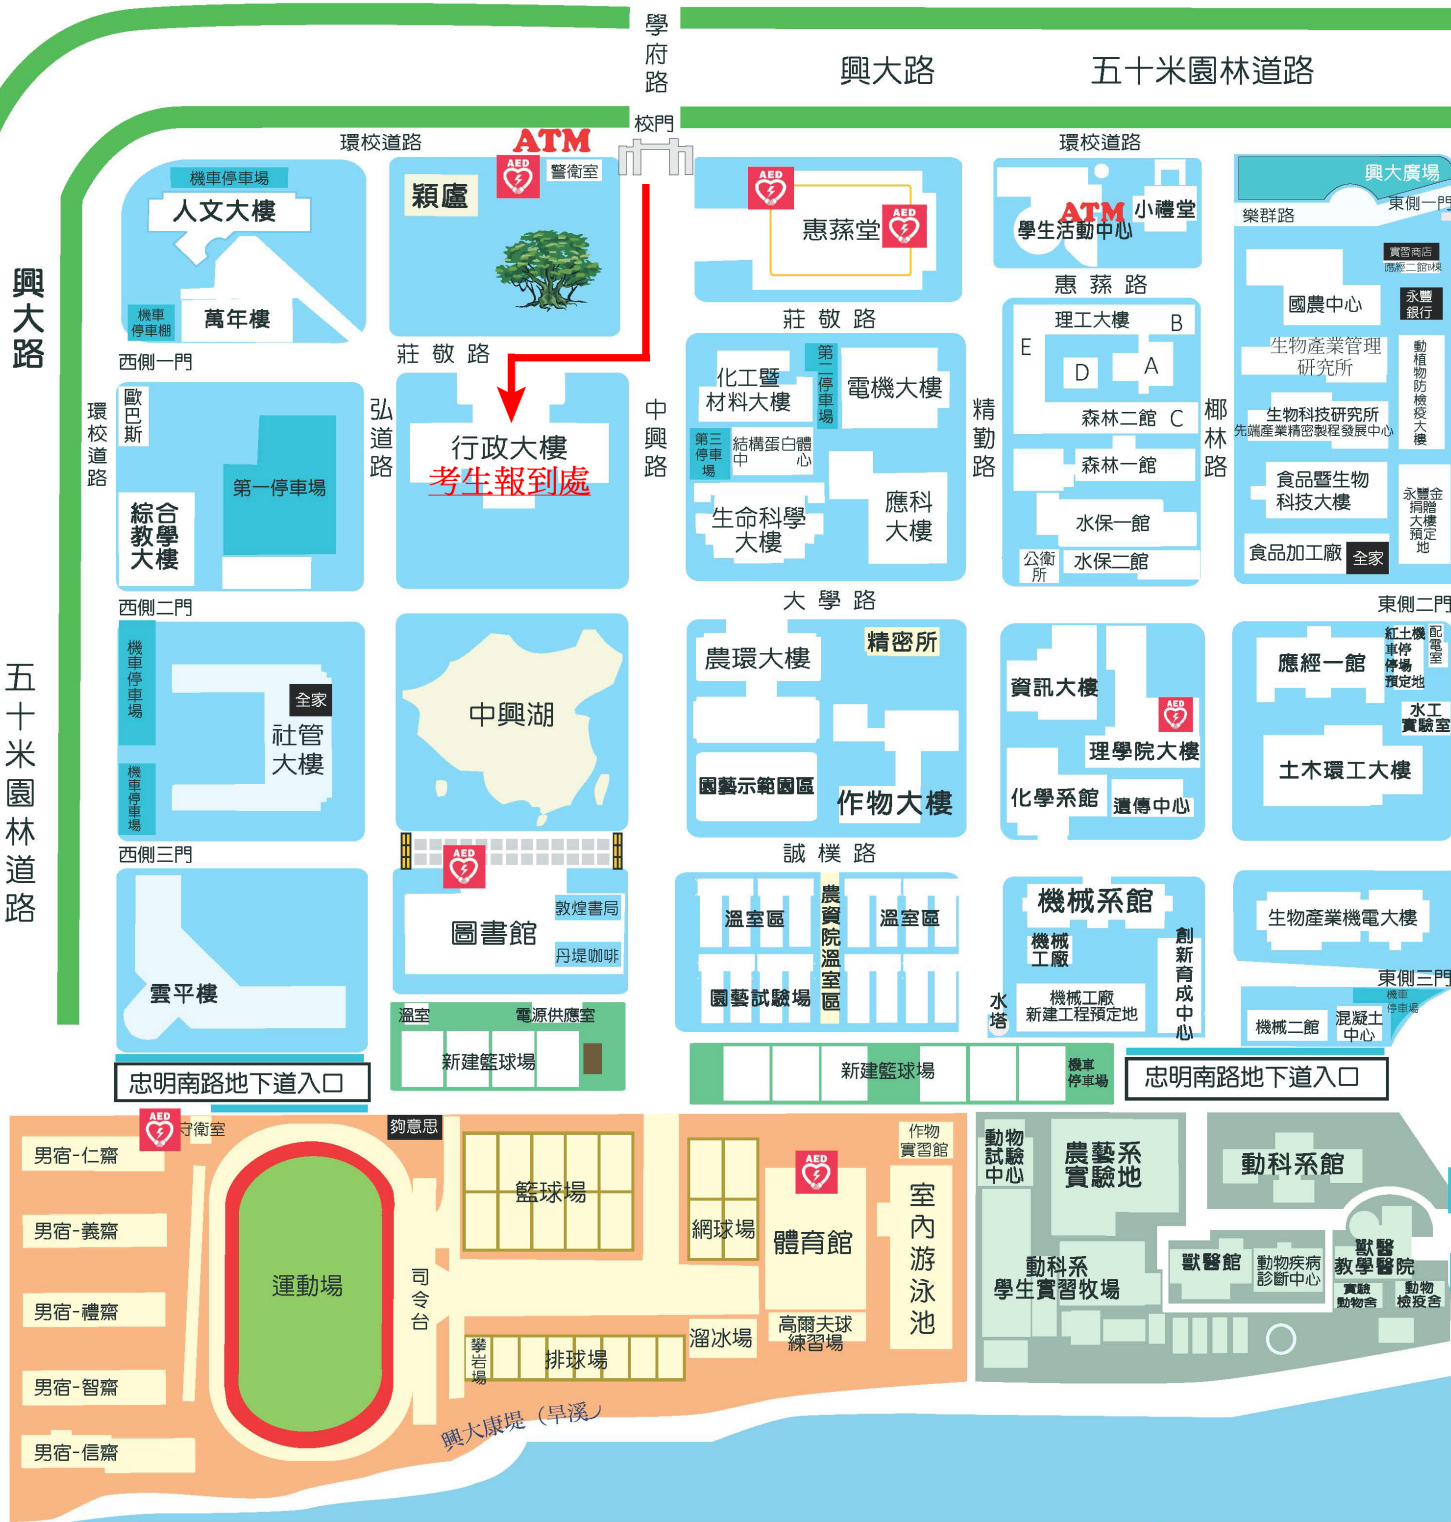 學府路
興大路
五十米園林道路
校門
環校道路
ATM
環校道路
機車停車場
人文大樓
機車
停車棚
萬年樓
穎廬
AED
警衛室
AED
惠蓀堂
AED
ATM
學生活動中心
小禮堂
興大廣場
東側一門
樂群路
實習商店
應經二館B棟
國農中心
永豐
銀行
生物產業管理
研究所
動植物防檢疫大樓
生物科技研究所
先端產業精密製程發展中心
食品暨生物
科技大樓
永豐金
捐贈
大樓
預定
地
食品加工廠
全家
興大路
西側一門
莊敬路
莊敬路
惠蓀路
理工大樓
B
E
D
A
森林二館
C
森林一館
水保一館
公衛所
水保二館
環校道路
歐巴斯
第一停車場
綜合
教學
大樓
弘道路
行政大樓
考生報到處
中興路
化工暨
材料大樓
第二停車場
電機大樓
第三
停車
場
結構蛋白體
中心
生命科學
大樓
應科
大樓
精勤路
椰林路
西側二門
大學路
東側二門
五十米園林道路
機車停車場
全家
社管
大樓
機車停車場
中興湖
農環大樓
精密所
園藝示範園區
作物大樓
資訊大樓
AED
理學院大樓
化學系館
遺傳中心
應經一館
紅土機
車停
停場
預定地
配電室
水工
實驗室
土木環工大樓
西側三門
誠樸路
雲平樓
AED
圖書館
敦煌書局
丹堤咖啡
溫室區
農資院溫室區
溫室區
園藝試驗場
機械系館
機械
工廠
創新育成中心
水塔
機械工廠
新建工程預定地
生物產業機電大樓
東側三門
機車
停車場
機械二館
混凝土
中心
溫室
電源供應室
新建籃球場
新建籃球場
機車
停車場
忠明南路地下道入口
忠明南路地下道入口
AED
守衛室
夠意思
男宿-仁齋
男宿-義齋
男宿-禮齋
男宿-智齋
男宿-信齋
運動場
司令台
籃球場
攀岩場
排球場
網球場
AED
體育館
溜冰場
高爾夫球
練習場
作物
實習館
室內游泳池
興大康堤（旱溪）
動物
試驗
中心
農藝系
實驗地
動科系館
動科系
學生實習牧場
獸醫館
動物疾病
診斷中心
獸醫
教學醫院
實驗
動物舍
動物
檢疫舍